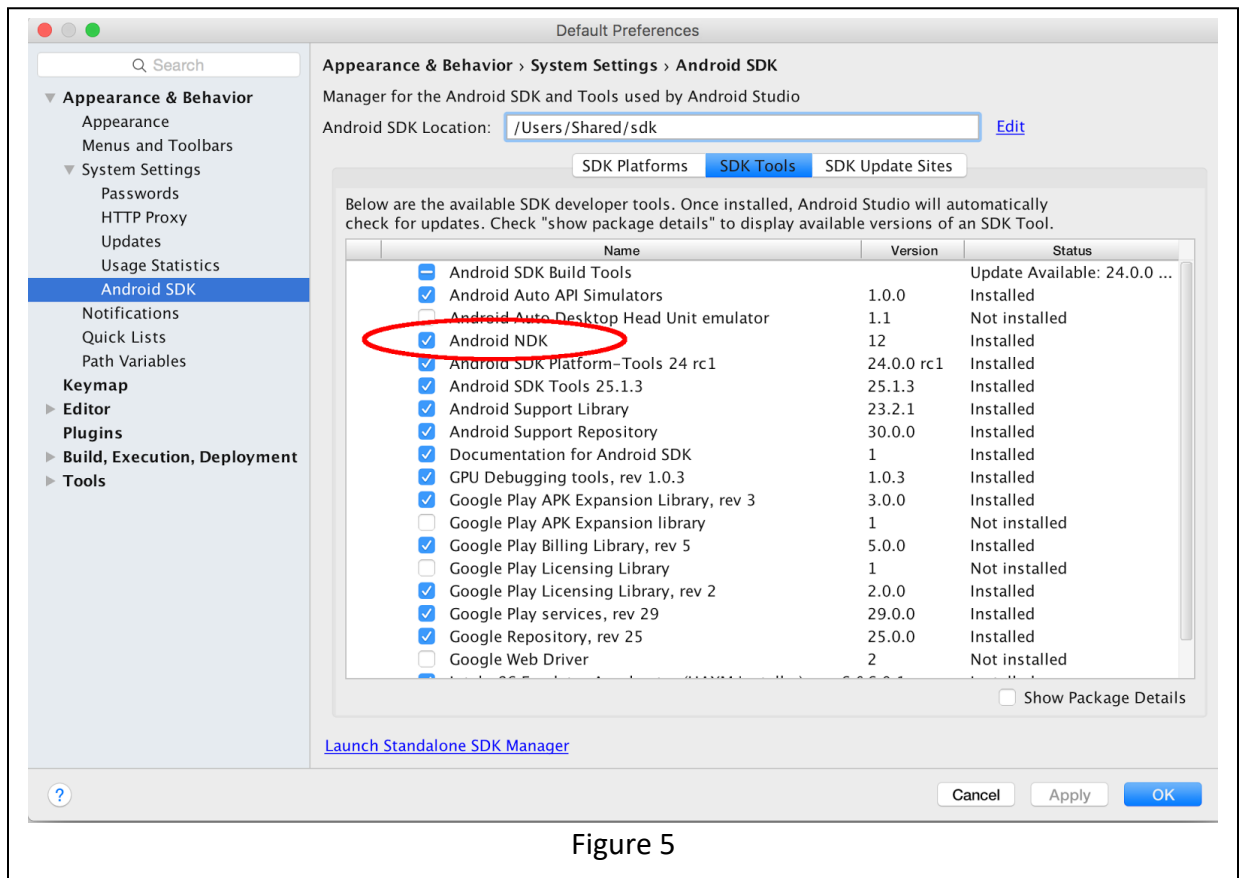 Default Preferences
Search
Appearance & Behavior
Appearance
Menus and Toolbars
System Settings
Passwords
HTTP Proxy
Updates
Usage Statistics
Android SDK
Notifications
Quick Lists
Path Variables
Keymap
Editor
Plugins
Build, Execution, Deployment
Tools
Appearance & Behavior › System Settings › Android SDK
Manager for the Android SDK and Tools used by Android Studio
Android SDK Location: /Users/Shared/sdk Edit
SDK Platforms SDK Tools SDK Update Sites
Below are the available SDK developer tools. Once installed, Android Studio will automatically
check for updates. Check "show package details" to display available versions of an SDK Tool.
Name Version Status
Android SDK Build Tools Update Available: 24.0.0 ...
Android Auto API Simulators 1.0.0 Installed
Android Auto Desktop Head Unit emulator 1.1 Not installed
Android NDK 12 Installed
Android SDK Platform-Tools 24 rc1 24.0.0 rc1 Installed
Android SDK Tools 25.1.3 25.1.3 Installed
Android Support Library 23.2.1 Installed
Android Support Repository 30.0.0 Installed
Documentation for Android SDK 1 Installed
GPU Debugging tools, rev 1.0.3 1.0.3 Installed
Google Play APK Expansion Library, rev 3 3.0.0 Installed
Google Play APK Expansion library 1 Not installed
Google Play Billing Library, rev 5 5.0.0 Installed
Google Play Licensing Library 1 Not installed
Google Play Licensing Library, rev 2 2.0.0 Installed
Google Play services, rev 29 29.0.0 Installed
Google Repository, rev 25 25.0.0 Installed
Google Web Driver 2 Not installed
Show Package Details
Launch Standalone SDK Manager
? Cancel Apply OK
Figure 5